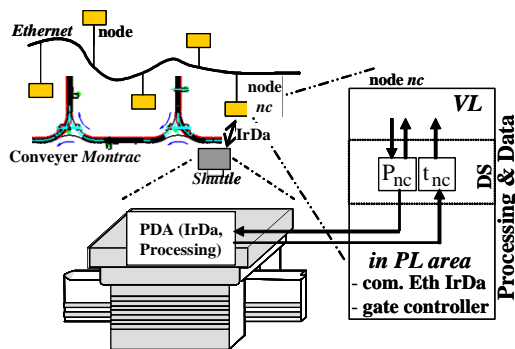 Ethernet
node
node
nc
node nc
IrDa
Conveyer Montrac
Shuttle
VL
P nc
t nc
DS
Processing & Data
PDA (IrDa,
Processing)
in PL area
- com. Eth IrDa
- gate controller